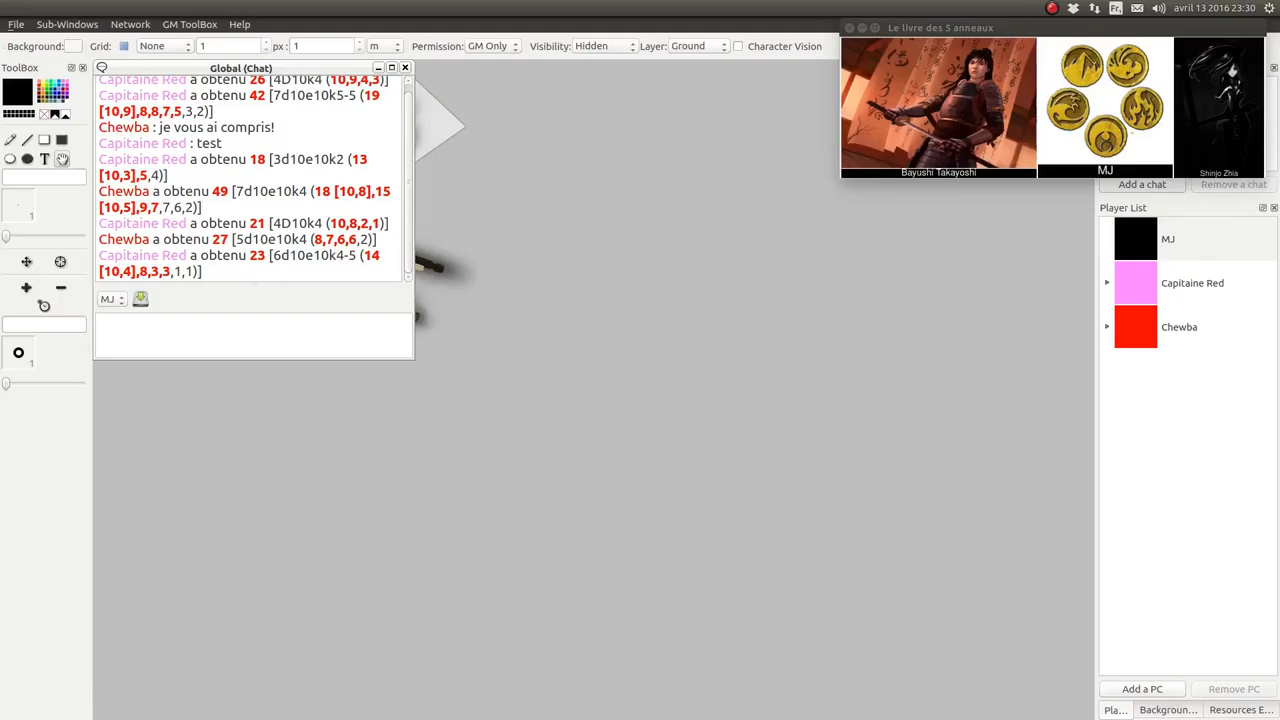 Fr
avril 13 2016 23:30
File Sub-Windows Network GM ToolBox Help
Le livre des 5 anneaux
Background: Grid: None 1 px : 1 m Permission: GM Only Visibility: Hidden Layer: Ground Character Vision
ToolBox
Global (Chat)
Capitaine Red a obtenu 26 [4D10k4 (10,9,4,3)]
Capitaine Red a obtenu 42 [7d10e10k5-5 (19
[10,9],8,8,7,5,3,2)]
Chewba : je vous ai compris!
Capitaine Red : test
Capitaine Red a obtenu 18 [3d10e10k2 (13
[10,3],5,4)]
Chewba a obtenu 49 [7d10e10k4 (18 [10,8],15
[10,5],9,7,7,6,2)]
Capitaine Red a obtenu 21 [4D10k4 (10,8,2,1)]
Chewba a obtenu 27 [5d10e10k4 (8,7,6,6,2)]
Capitaine Red a obtenu 23 [6d10e10k4-5 (14
[10,4],8,3,3,1,1)]
MJ
T
1
1
Bayushi Takayoshi
MJ
Shinjo Zhia
Add a chat Remove a chat
Player List
MJ
Capitaine Red
Chewba
Add a PC Remove PC
Pla... Backgroun... Resources E...